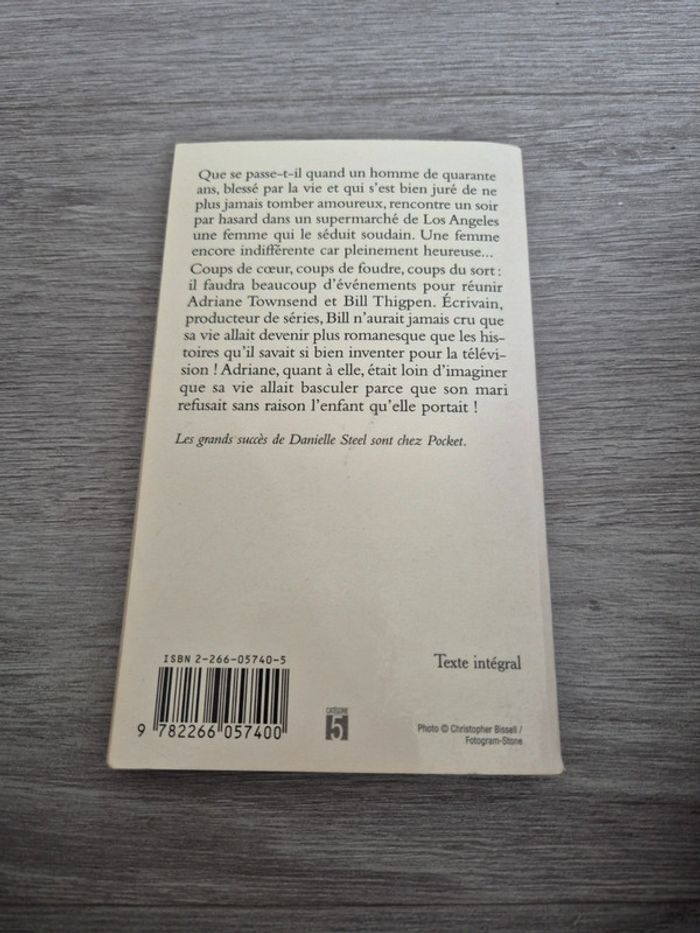 Que se passe-t-il quand un homme de quarante
ans, blessé par la vie et qui s'est bien juré de ne
plus jamais tomber amoureux, rencontre un soir
par hasard dans un supermarché de Los Angeles
une femme qui le séduit soudain. Une femme
encore indifférente car pleinement heureuse...
Coups de cœur, coups de foudre, coups du sort :
il faudra beaucoup d'événements pour réunir
Adriane Townsend et Bill Thigpen. Écrivain,
producteur de séries, Bill n'aurait jamais cru que
sa vie allait devenir plus romanesque que les his-
toires qu'il savait si bien inventer pour la télévi-
sion ! Adriane, quant à elle, était loin d'imaginer
que sa vie allait basculer parce que son mari
refusait sans raison l'enfant qu'elle portait !
Les grands succès de Danielle Steel sont chez Pocket.
ISBN 2-266-05740-5
9 782266 057400
CATÉGORIE
5
Texte intégral
Photo © Christopher Bissell /
Fotogram-Stone